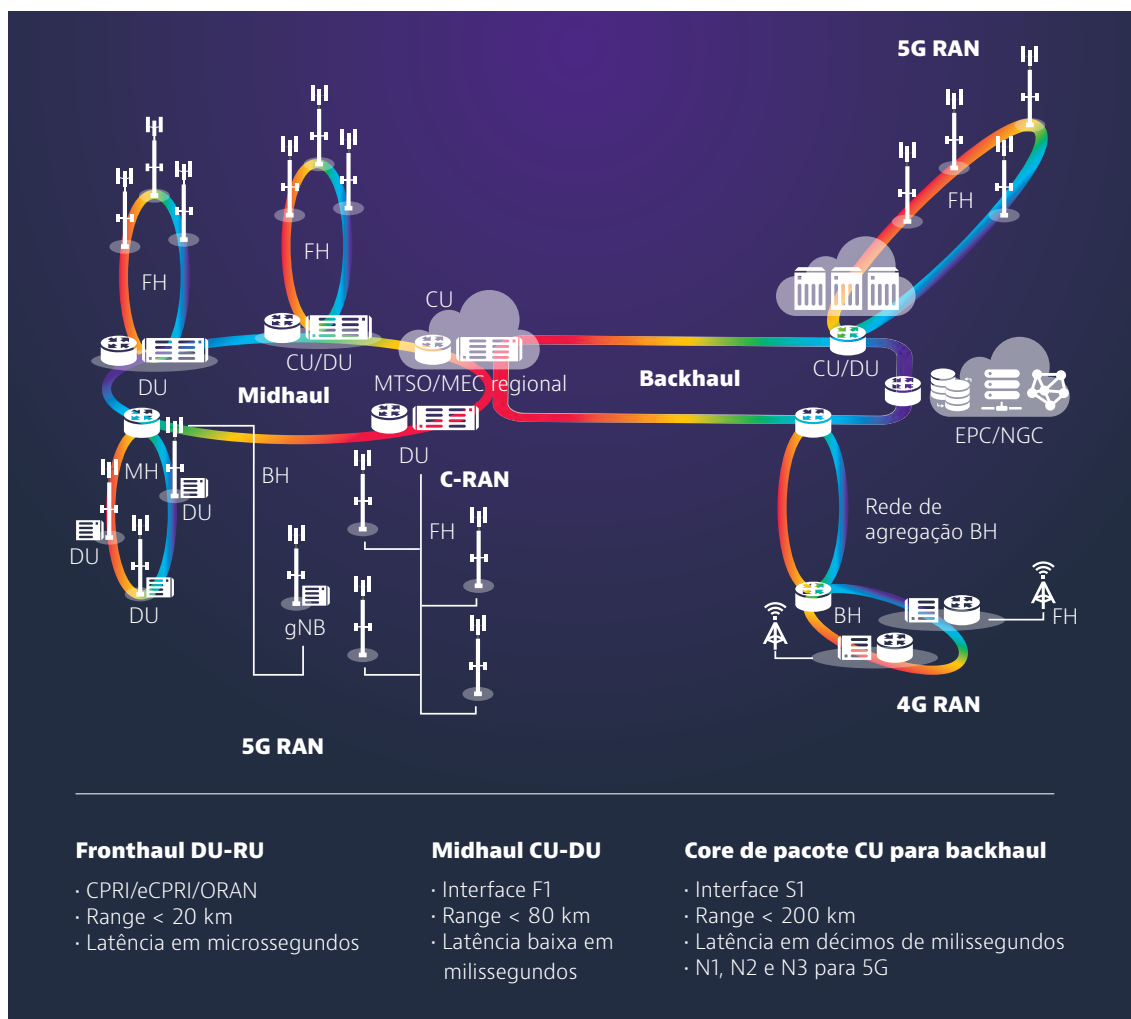 5G RAN
FH
FH
FH
CU
DU
CU/DU
MTSO/MEC regional
Midhaul
Backhaul
CU/DU
EPC/NGC
MH
BH
DU
C-RAN
DU
DU
DU
FH
gNB
Rede de
agregação BH
BH
FH
4G RAN
5G RAN
Fronthaul DU-RU
· CPRI/eCPRI/ORAN
· Range < 20 km
· Latência em microssegundos
Midhaul CU-DU
· Interface F1
· Range < 80 km
· Latência baixa em
milissegundos
Core de pacote CU para backhaul
· Interface S1
· Range < 200 km
· Latência em décimos de milissegundos
· N1, N2 e N3 para 5G